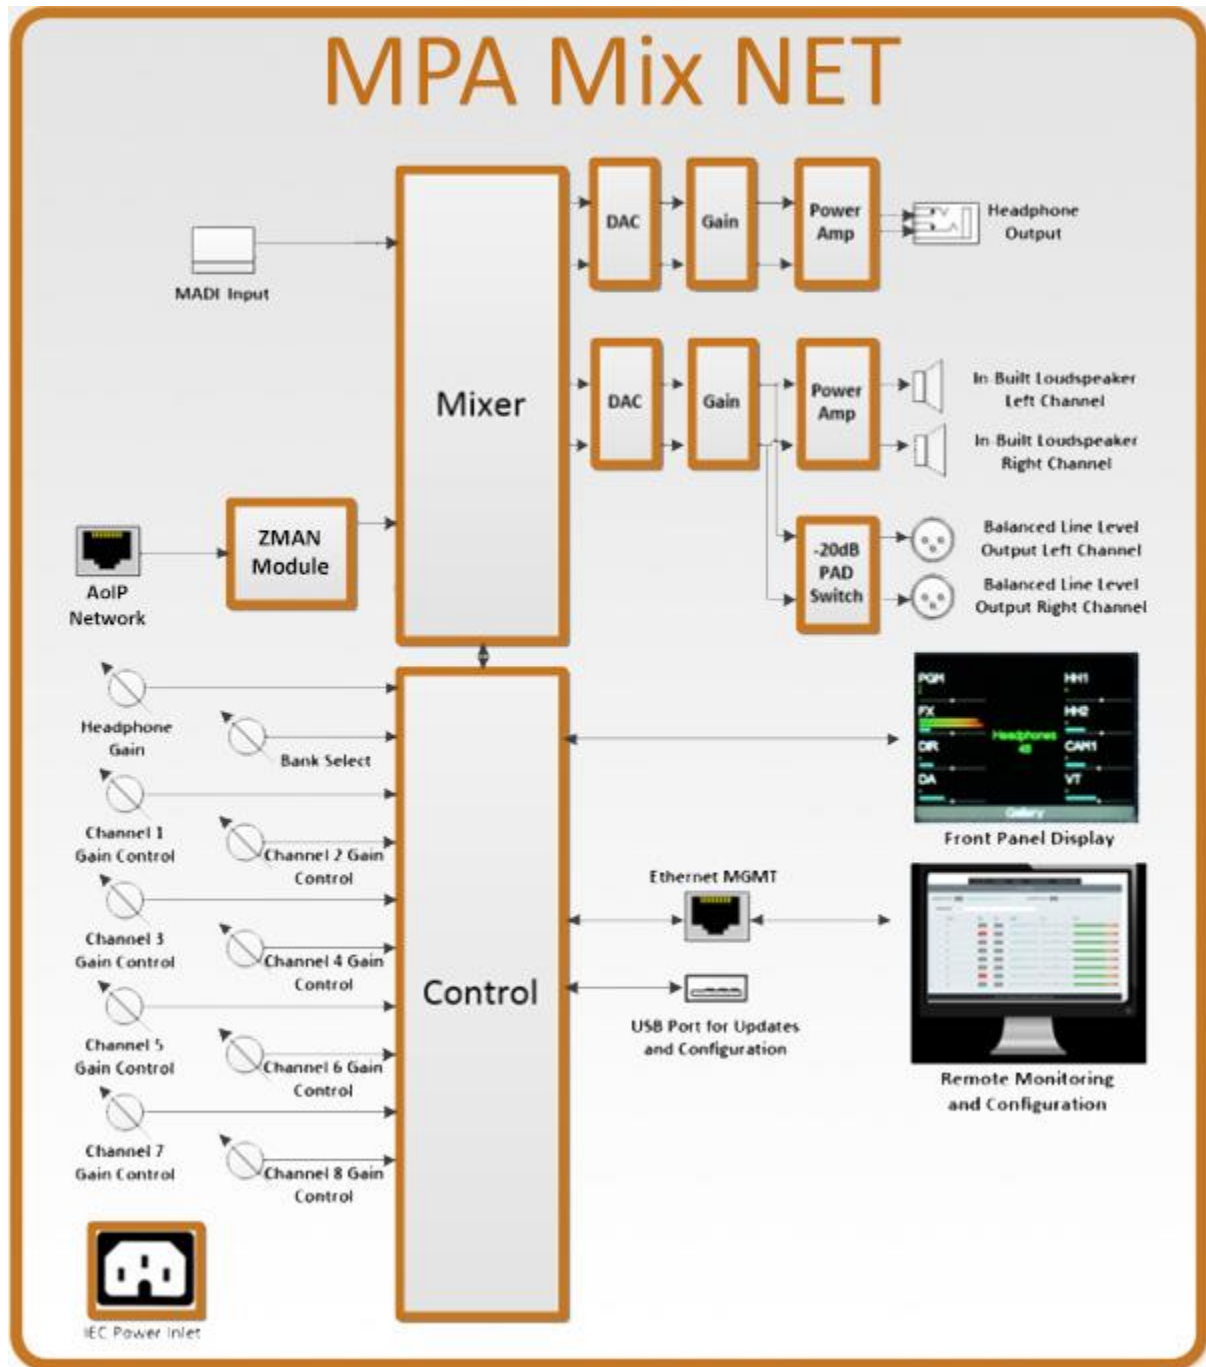 MPA Mix NET
DAC
Gain
Power
Amp
Headphone
Output
MADI Input
Mixer
DAC
Gain
Power
Amp
In-Built Loudspeaker
Left Channel
In-Built Loudspeaker
Right Channel
ZMAN
Module
AoIP
Network
-20dB
PAD
Switch
Balanced Line Level
Output Left Channel
Balanced Line Level
Output Right Channel
Headphone
Gain
Bank Select
Channel 1
Gain Control
Channel 2 Gain
Control
Channel 3
Gain Control
Channel 4 Gain
Control
Channel 5
Gain Control
Channel 6 Gain
Control
Channel 7
Gain Control
Channel 8 Gain
Control
Control
PGM
HH1
FX
HH2
Headphones
48
DIR
CAM1
DA
VT
Gallery
Front Panel Display
Ethernet MGMT
USB Port for Updates
and Configuration
Remote Monitoring
and Configuration
IEC Power Inlet